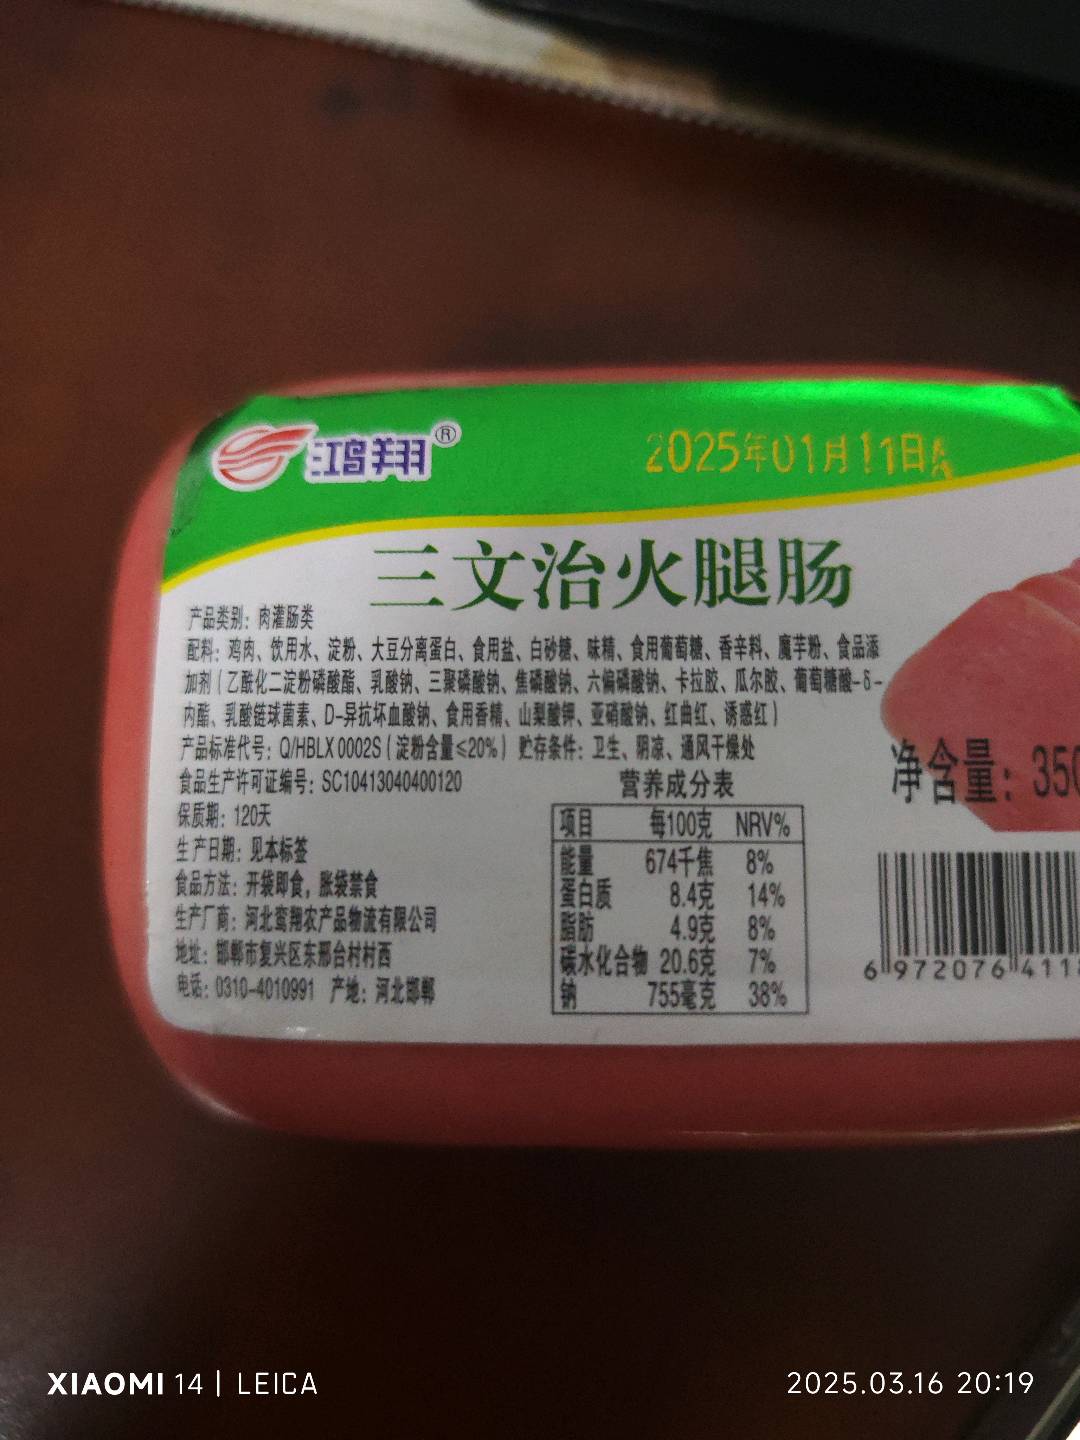 鸿翔®
2025年01月11日A
三文治火腿肠
产品类别：肉灌肠类
配料：鸡肉、饮用水、淀粉、大豆分离蛋白、食用盐、白砂糖、味精、食用葡萄糖、香辛料、魔芋粉、食品添
加剂（乙酰化二淀粉磷酸酯、乳酸钠、三聚磷酸钠、焦磷酸钠、六偏磷酸钠、卡拉胶、瓜尔胶、葡萄糖酸-δ-
内酯、乳酸链球菌素、D-异抗坏血酸钠、食用香精、山梨酸钾、亚硝酸钠、红曲红、诱惑红）
产品标准代号：Q/HBLX 0002S（淀粉含量≤20%）贮存条件：卫生、阴凉、通风干燥处
食品生产许可证编号：SC10413040400120
保质期：120天
生产日期：见本标签
食品方法：开袋即食，胀袋禁食
生产厂商：河北鸾翔农产品物流有限公司
地址：邯郸市复兴区东邢台村村西
电话：0310-4010991 产地：河北邯郸
营养成分表
项目 每100克 NRV%
能量 674千焦 8%
蛋白质 8.4克 14%
脂肪 4.9克 8%
碳水化合物 20.6克 7%
钠 755毫克 38%
净含量：350
6 972076 411
XIAOMI 14 | LEICA
2025.03.16 20:19